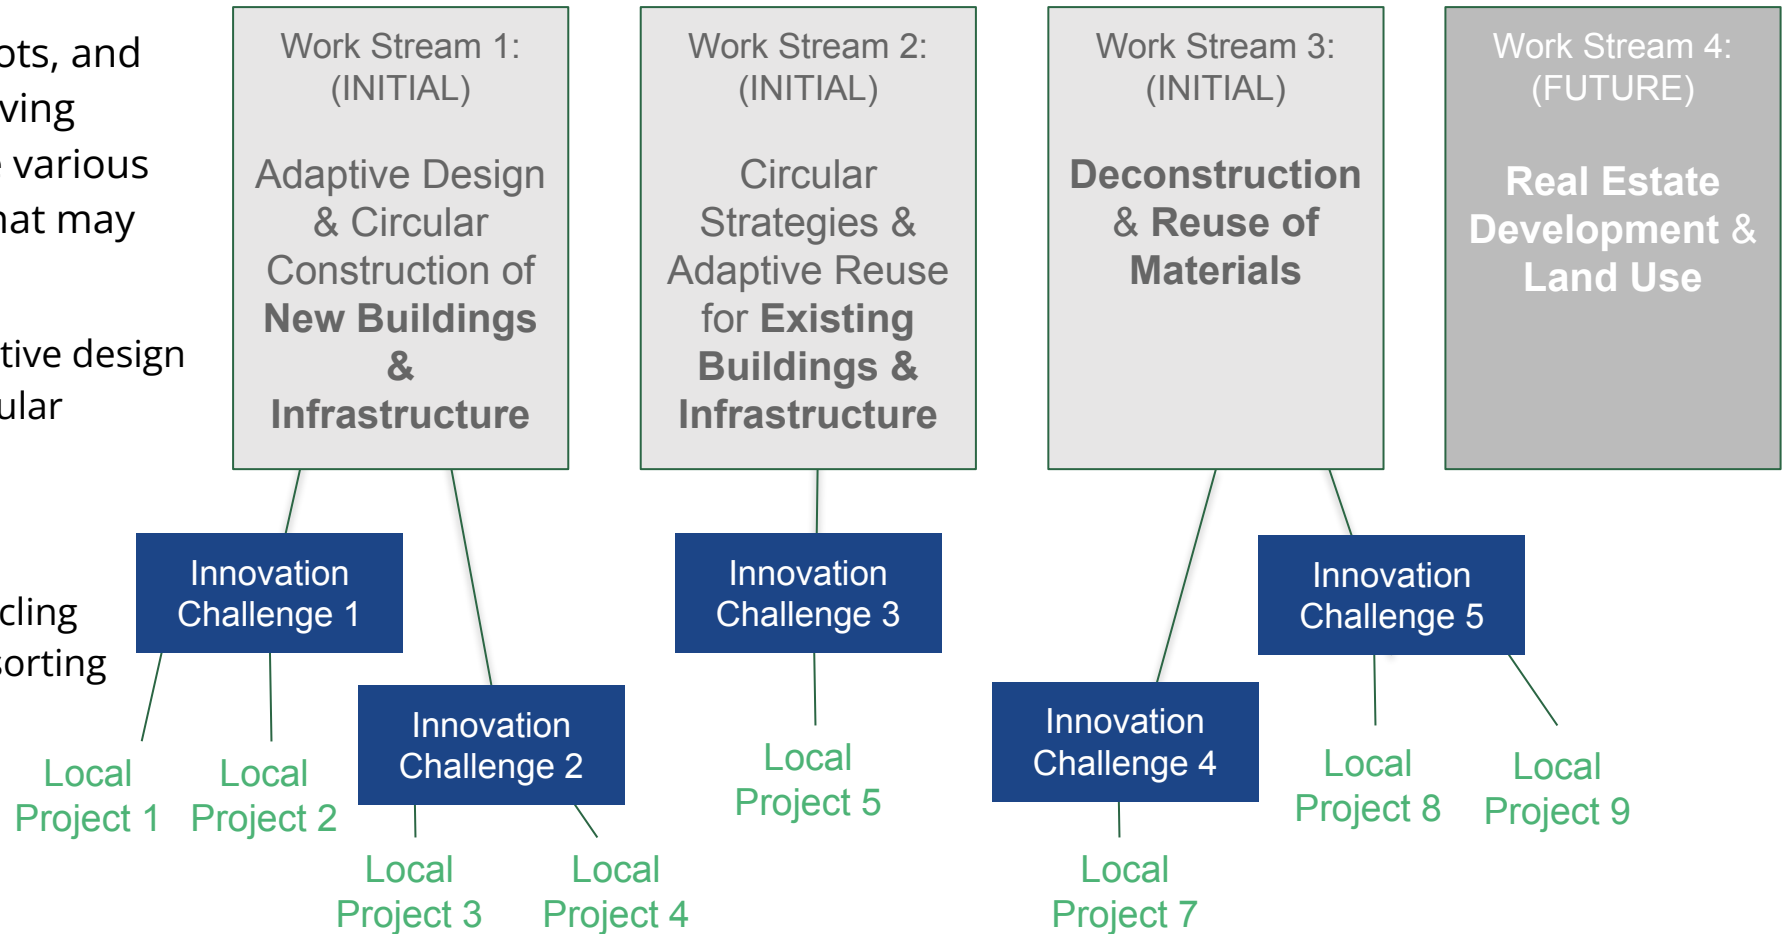 ots, and
ving
e various
hat may
tive design
ular
cling
sorting
Work Stream 1:
(INITIAL)
Adaptive Design
& Circular
Construction of
New Buildings
&
Infrastructure
Work Stream 2:
(INITIAL)
Circular
Strategies &
Adaptive Reuse
for Existing
Buildings &
Infrastructure
Work Stream 3:
(INITIAL)
Deconstruction
& Reuse of
Materials
Work Stream 4:
(FUTURE)
Real Estate
Development &
Land Use
Innovation
Challenge 1
Innovation
Challenge 2
Innovation
Challenge 3
Innovation
Challenge 4
Innovation
Challenge 5
Local
Project 1
Local
Project 2
Local
Project 3
Local
Project 4
Local
Project 5
Local
Project 7
Local
Project 8
Local
Project 9